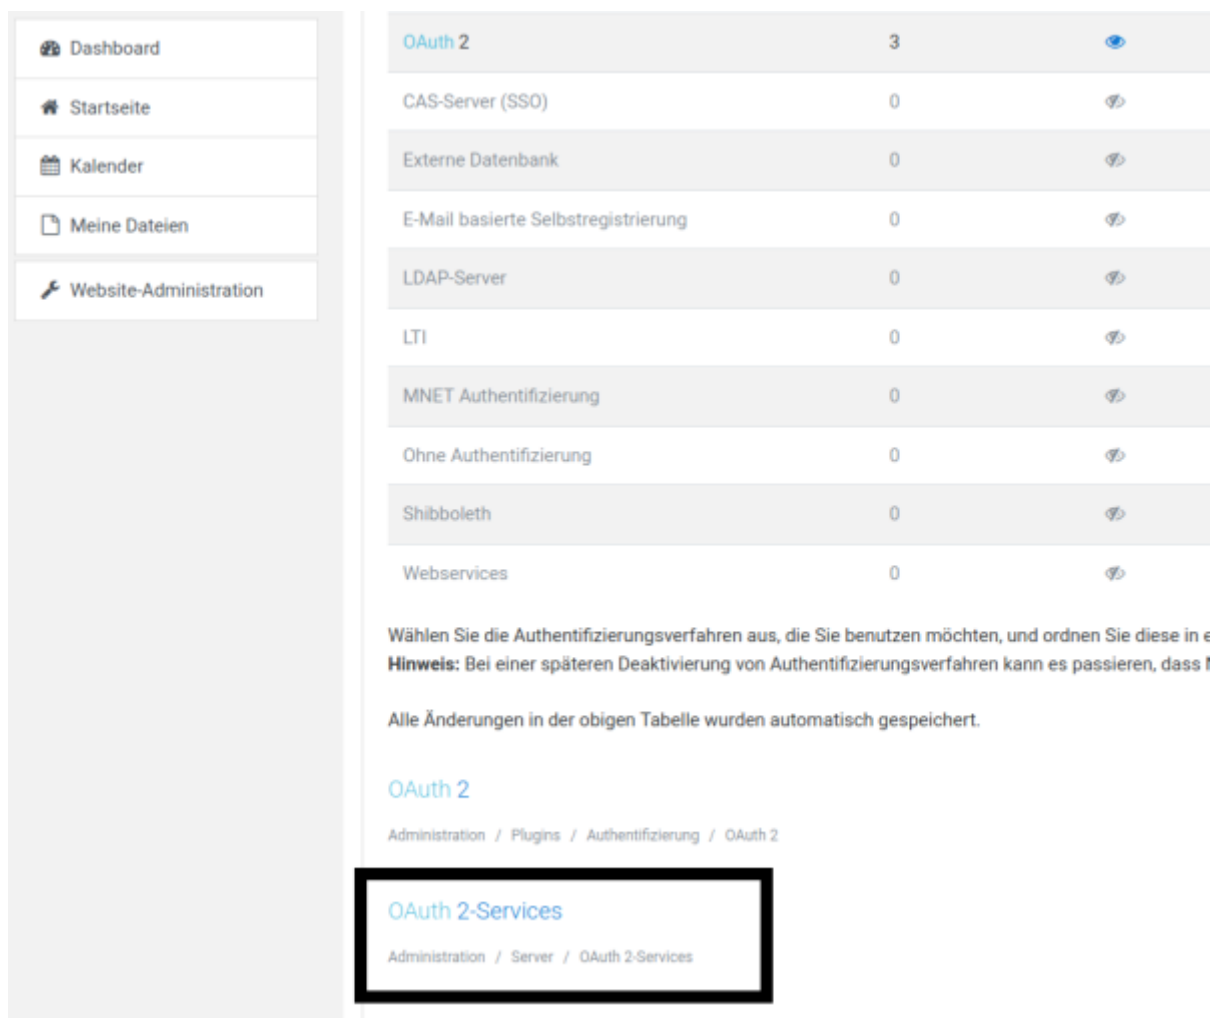 Dashboard
Startseite
Kalender
Meine Dateien
Website-Administration
OAuth 2 3
CAS-Server (SSO) 0
Externe Datenbank 0
E-Mail basierte Selbstregistrierung 0
LDAP-Server 0
LTI 0
MNET Authentifizierung 0
Ohne Authentifizierung 0
Shibboleth 0
Webservices 0
Wählen Sie die Authentifizierungsverfahren aus, die Sie benutzen möchten, und ordnen Sie diese in
Hinweis: Bei einer späteren Deaktivierung von Authentifizierungsverfahren kann es passieren, dass
Alle Änderungen in der obigen Tabelle wurden automatisch gespeichert.
OAuth 2
Administration / Plugins / Authentifizierung / OAuth 2
OAuth 2-Services
Administration / Server / OAuth 2-Services